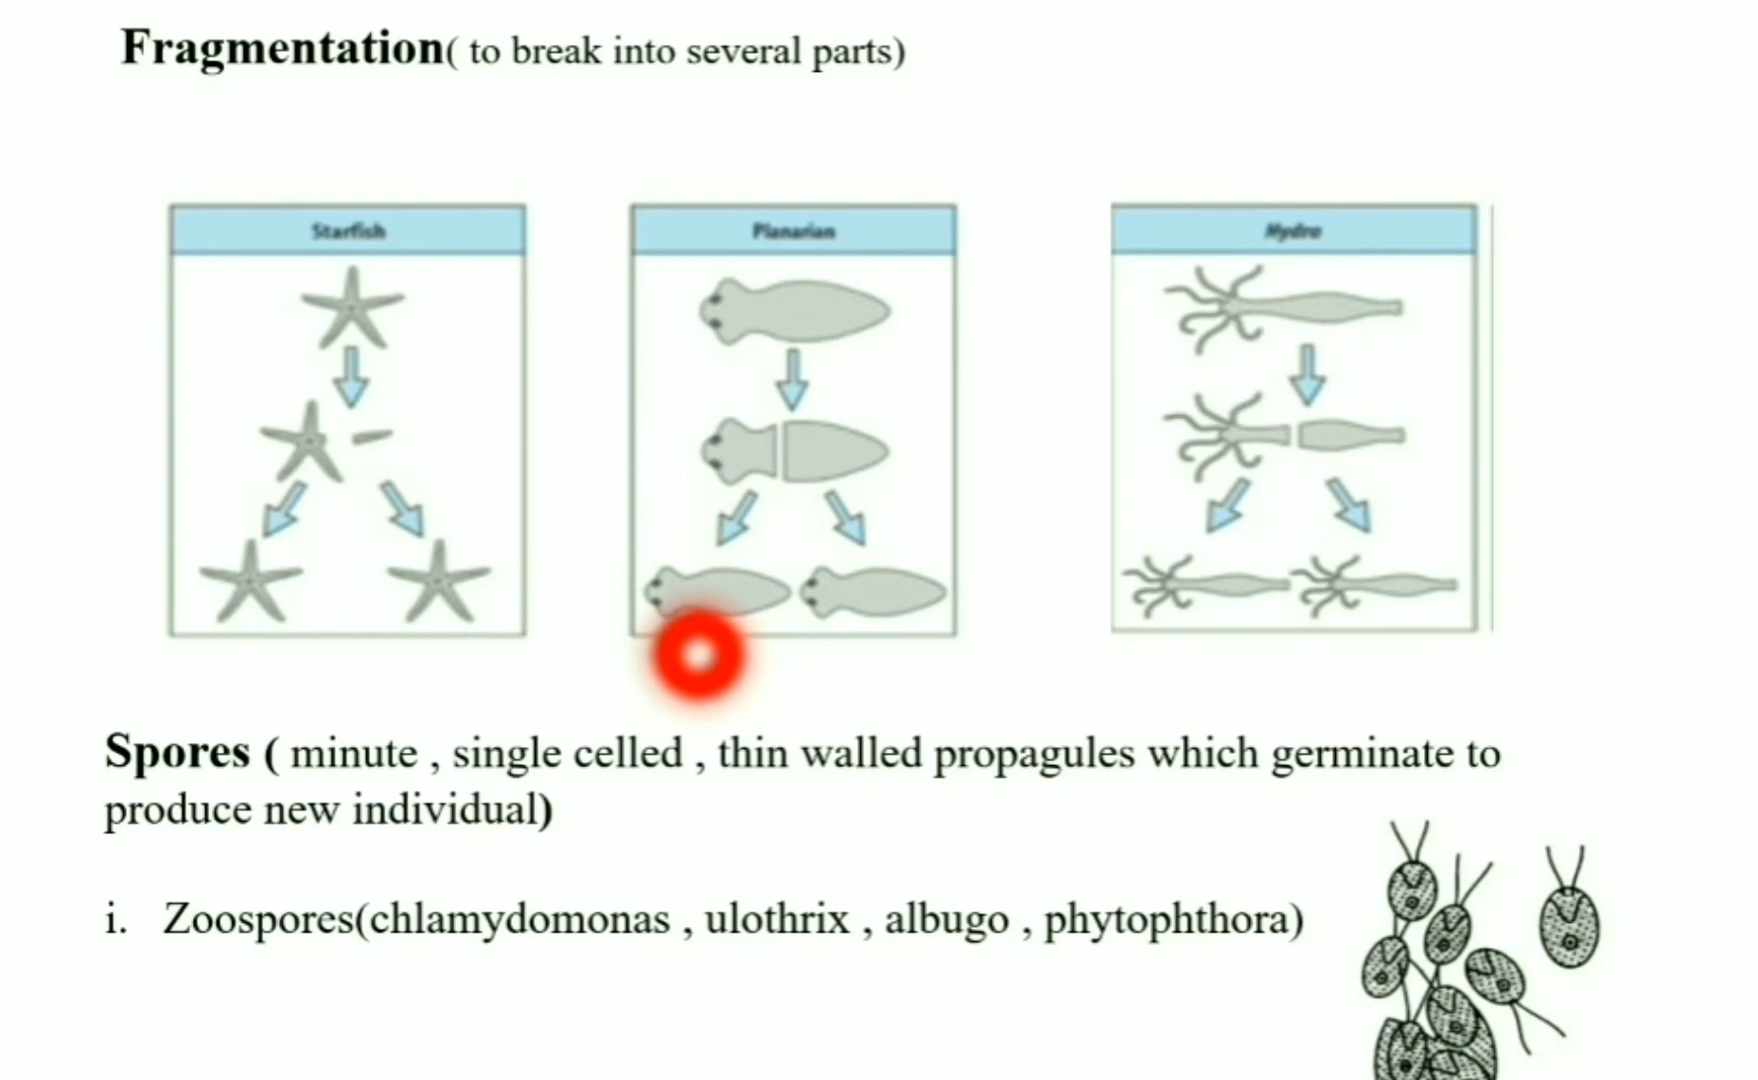 Fragmentation( to break into several parts)
Starfish
Planarian
Hydra
Spores ( minute , single celled , thin walled propagules which germinate to
produce new individual)
i. Zoospores(chlamydomonas , ulothrix , albugo , phytophthora)